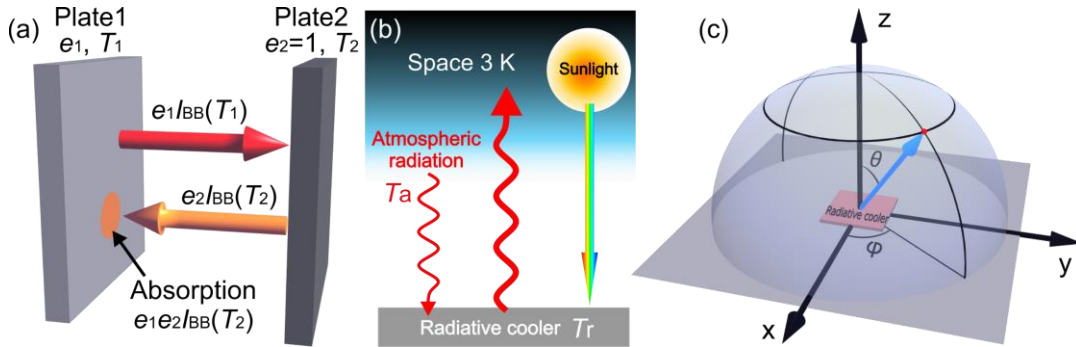 (a)
Plate1
e1, T1
Plate2
e2=1, T2
e1IBB(T1)
e2IBB(T2)
Absorption
e1e2IBB(T2)
(b)
Space 3 K
Sunlight
Atmospheric
radiation
Ta
Radiative cooler Tr
(c)
z
θ
Radiative cooler
φ
y
x